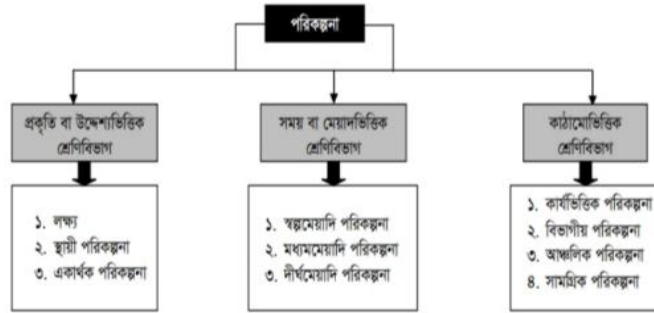 পরিকল্পনা
প্রকৃতি বা উদ্দেশ্যভিত্তিক
শ্রেণিবিভাগ
১. লক্ষ্য
২. স্থায়ী পরিকল্পনা
৩. একার্থক পরিকল্পনা
সময় বা মেয়াদভিত্তিক
শ্রেণিবিভাগ
১. স্বল্পমেয়াদি পরিকল্পনা
২. মধ্যমমেয়াদি পরিকল্পনা
৩. দীর্ঘমেয়াদি পরিকল্পনা
কাঠামোভিত্তিক
শ্রেণিবিভাগ
১. কার্যভিত্তিক পরিকল্পনা
২. বিভাগীয় পরিকল্পনা
৩. আঞ্চলিক পরিকল্পনা
৪. সামগ্রিক পরিকল্পনা